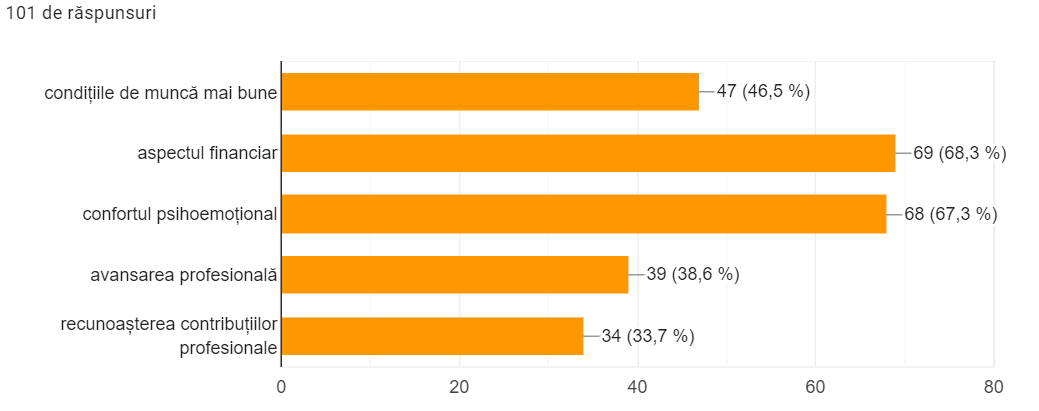 101 de răspunsuri
condițiile de muncă mai bune
47 (46,5 %)
aspectul financiar
69 (68,3 %)
confortul psihoemoțional
68 (67,3 %)
avansarea profesională
39 (38,6 %)
recunoașterea contribuțiilor
profesionale
34 (33,7 %)
0
20
40
60
80